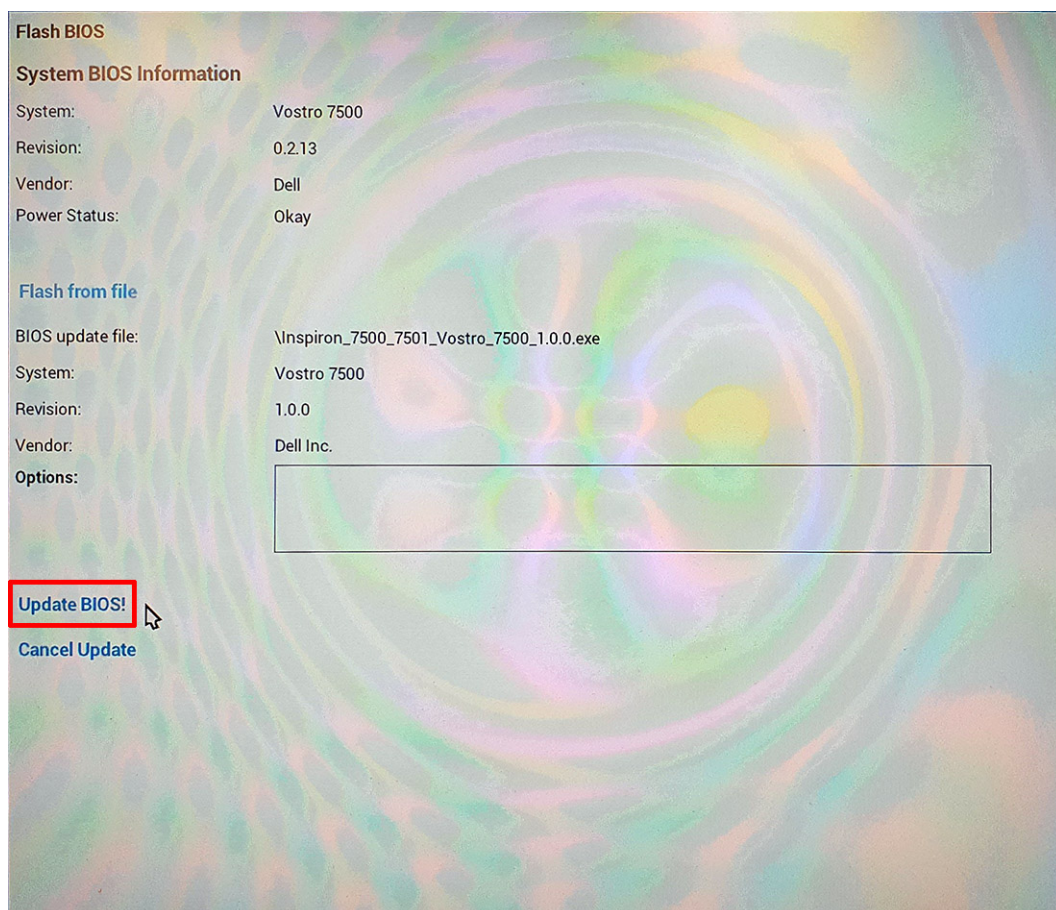 Flash BIOS
System BIOS Information
System: Vostro 7500
Revision: 0.2.13
Vendor: Dell
Power Status: Okay
Flash from file
BIOS update file: \Inspiron_7500_7501_Vostro_7500_1.0.0.exe
System: Vostro 7500
Revision: 1.0.0
Vendor: Dell Inc.
Options:
Update BIOS!
Cancel Update